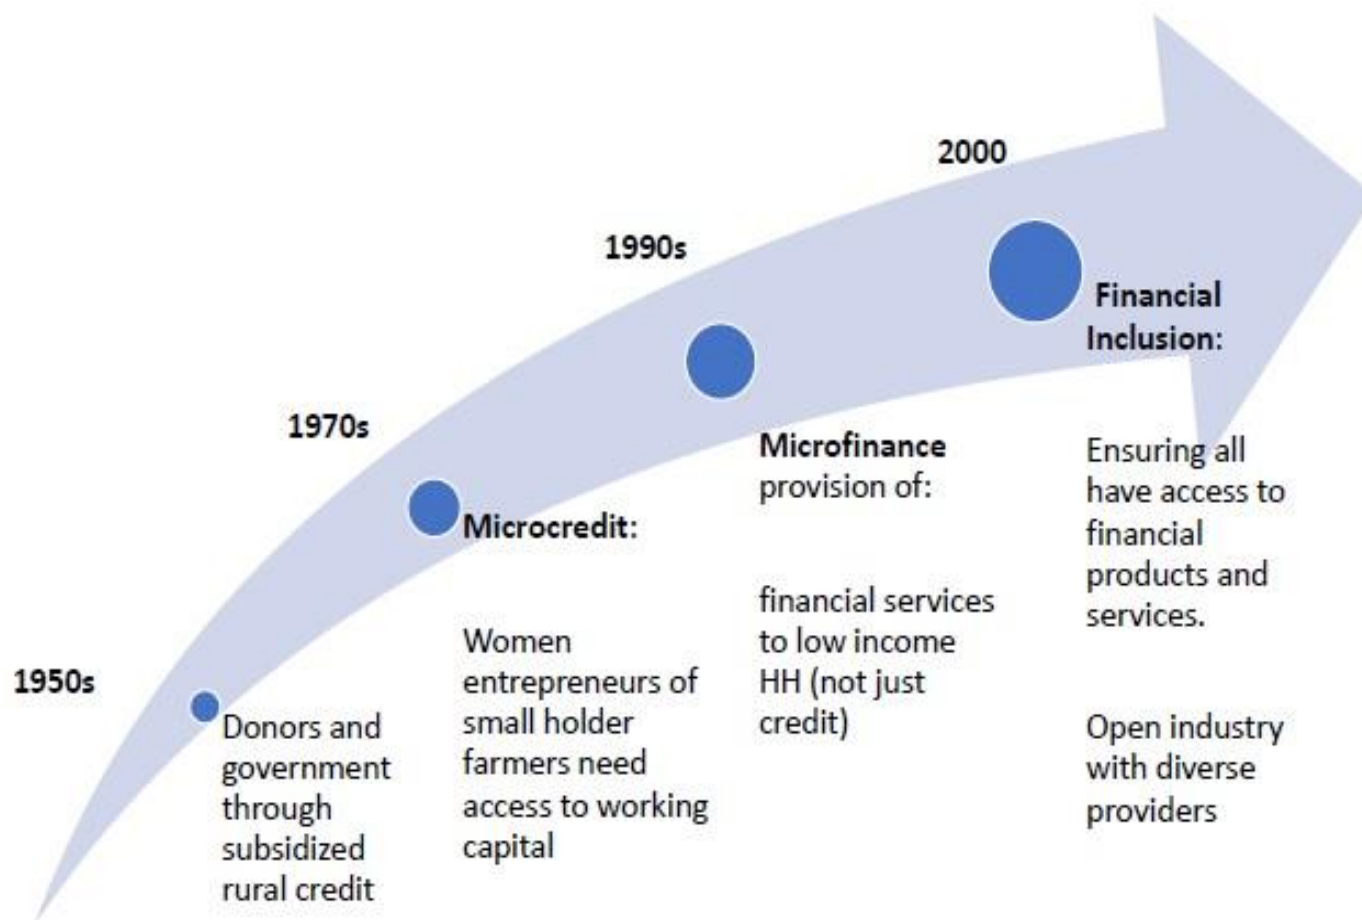 1950s
Donors and
government
through
subsidized
rural credit
1970s
Microcredit:
Women
entrepreneurs of
small holder
farmers need
access to working
capital
1990s
Microfinance
provision of:
financial services
to low income
HH (not just
credit)
2000
Financial
Inclusion:
Ensuring all
have access to
financial
products and
services.
Open industry
with diverse
providers